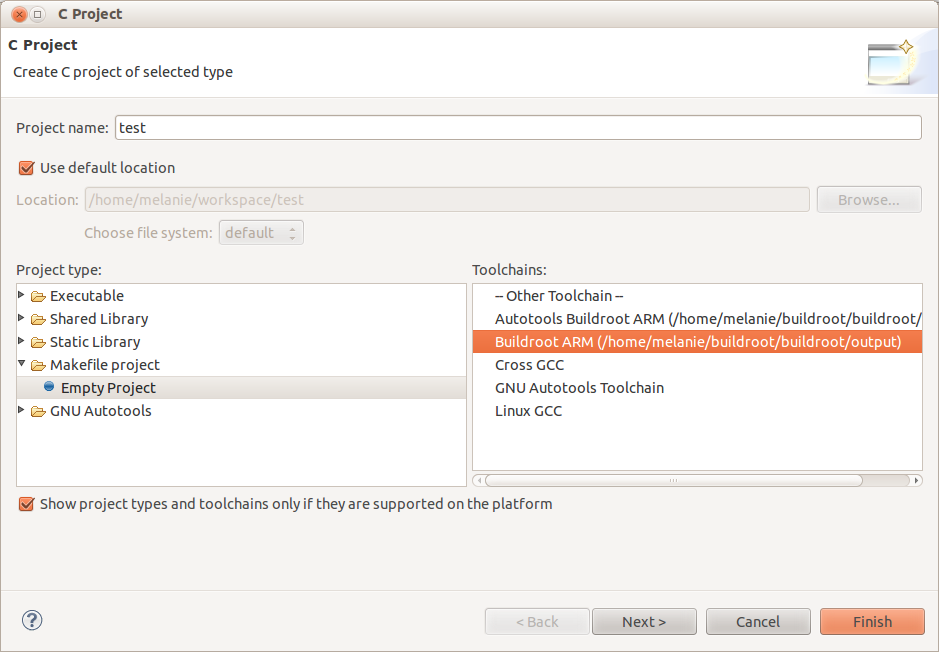 C Project
C Project
Create C project of selected type
Project name: test
Use default location
Location: /home/melanie/workspace/test Browse...
Choose file system: default
Project type: Toolchains:
Executable -- Other Toolchain --
Shared Library Autotools Buildroot ARM (/home/melanie/buildroot/buildroot/
Static Library Buildroot ARM (/home/melanie/buildroot/buildroot/output)
Makefile project Cross GCC
Empty Project GNU Autotools Toolchain
GNU Autotools Linux GCC
Show project types and toolchains only if they are supported on the platform
? < Back Next > Cancel Finish